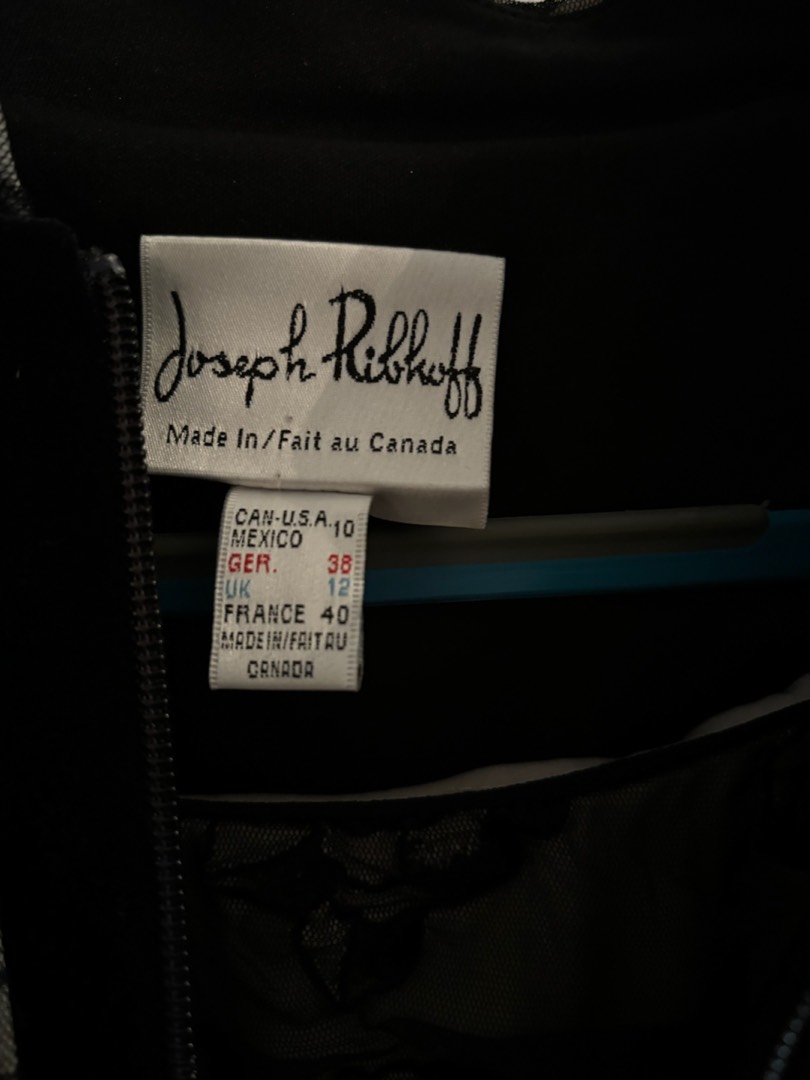 Joseph Ribkoff
Made In/Fait au Canada
CAN-U.S.A. 10
MEXICO
GER. 38
UK 12
FRANCE 40
MADE IN/FAIT AU
CANADA